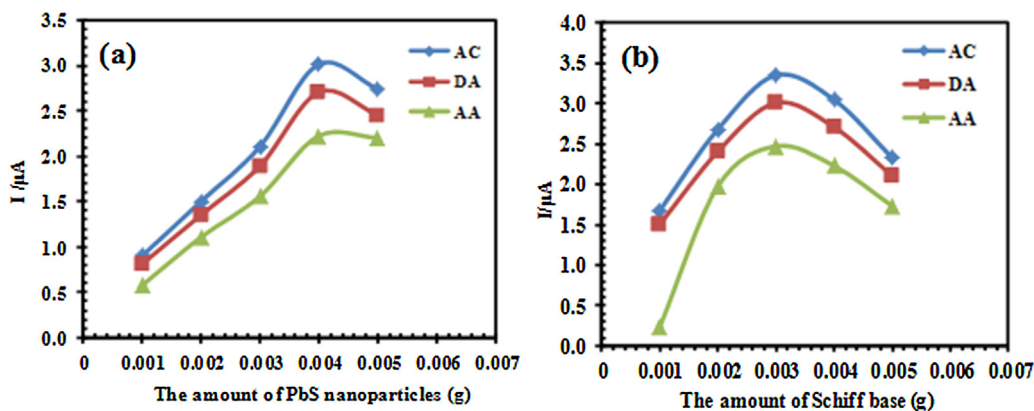 (a)
AC
DA
AA
I /µA
3.5
3.0
2.5
2.0
1.5
1.0
0.5
0.0
0 0.001 0.002 0.003 0.004 0.005 0.006 0.007
The amount of PbS nanoparticles (g)
(b)
AC
DA
AA
I/µA
4.0
3.5
3.0
2.5
2.0
1.5
1.0
0.5
0.0
0 0.001 0.002 0.003 0.004 0.005 0.006 0.007
The amount of Schiff base (g)